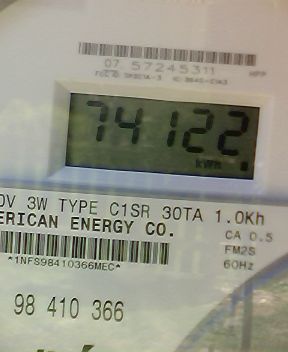 07 57245311
74122
kWh
0V 3W TYPE C1SR 30TA 1.0Kh
ERICAN ENERGY CO.
CA 0.5
FM2S
*1NFS98410366MEC*
60Hz
98 410 366